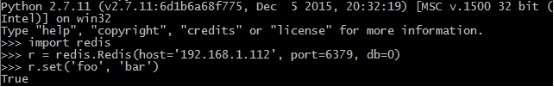 Python 2.7.11 (v2.7.11:6d1b6a68f775, Dec  5 2015, 20:32:19) [MSC v.1500 32 bit (
Intel)] on win32
Type "help", "copyright", "credits" or "license" for more information.
>>> import redis
>>> r = redis.Redis(host='192.168.1.112', port=6379, db=0)
>>> r.set('foo', 'bar')
True